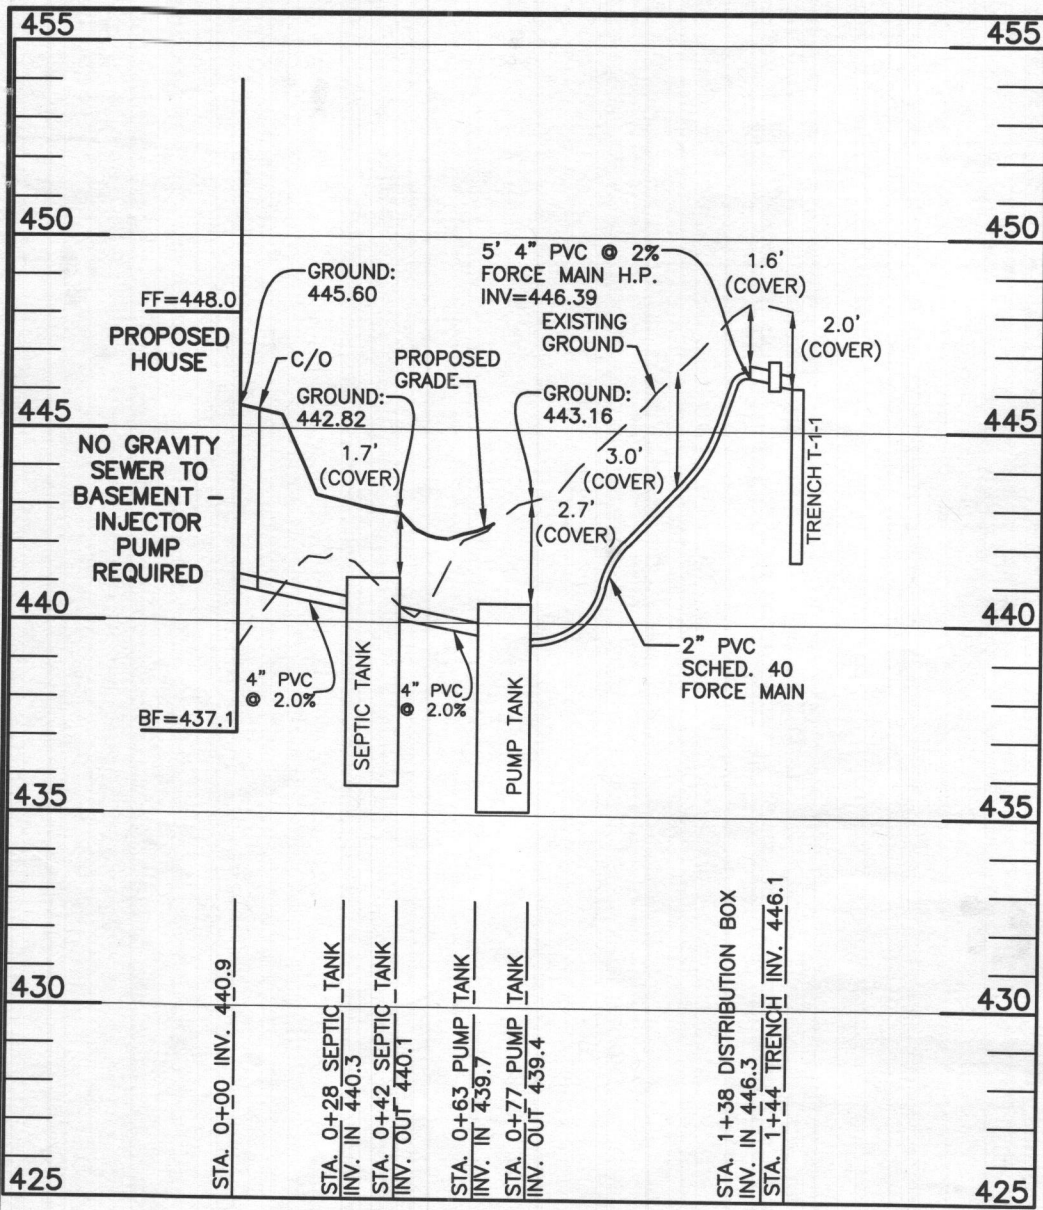 455
455
450
450
5' 4" PVC @ 2%
FORCE MAIN H.P.
INV=446.39
1.6'
(COVER)
GROUND:
445.60
FF=448.0
EXISTING
GROUND
2.0'
(COVER)
PROPOSED
HOUSE
C/O
PROPOSED
GRADE
GROUND:
442.82
GROUND:
443.16
445
445
NO GRAVITY
SEWER TO
BASEMENT –
INJECTOR
PUMP
REQUIRED
1.7'
(COVER)
3.0'
(COVER)
2.7'
(COVER)
TRENCH T-1-1
440
440
4" PVC
@ 2.0%
SEPTIC TANK
4" PVC
@ 2.0%
PUMP TANK
2" PVC
SCHED. 40
FORCE MAIN
BF=437.1
435
435
430
430
STA. 0+00 INV. 440.9
STA. 0+28 SEPTIC TANK
INV. IN 440.3
STA. 0+42 SEPTIC TANK
INV. OUT 440.1
STA. 0+63 PUMP TANK
INV. IN 439.7
STA. 0+77 PUMP TANK
INV. OUT 439.4
STA. 1+38 DISTRIBUTION BOX
INV. IN 446.3
STA. 1+44 TRENCH INV. 446.1
425
425